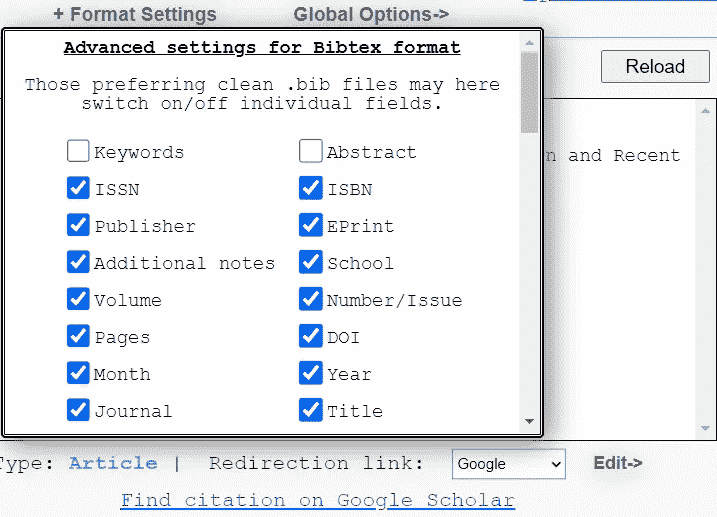 + Format Settings Global Options->
Advanced settings for Bibtex format
Those preferring clean .bib files may here
switch on/off individual fields.
Reload
n and Recent
Keywords Abstract
ISSN ISBN
Publisher EPrint
Additional notes School
Volume Number/Issue
Pages DOI
Month Year
Journal Title
Type: Article | Redirection link: Google Edit->
Find citation on Google Scholar